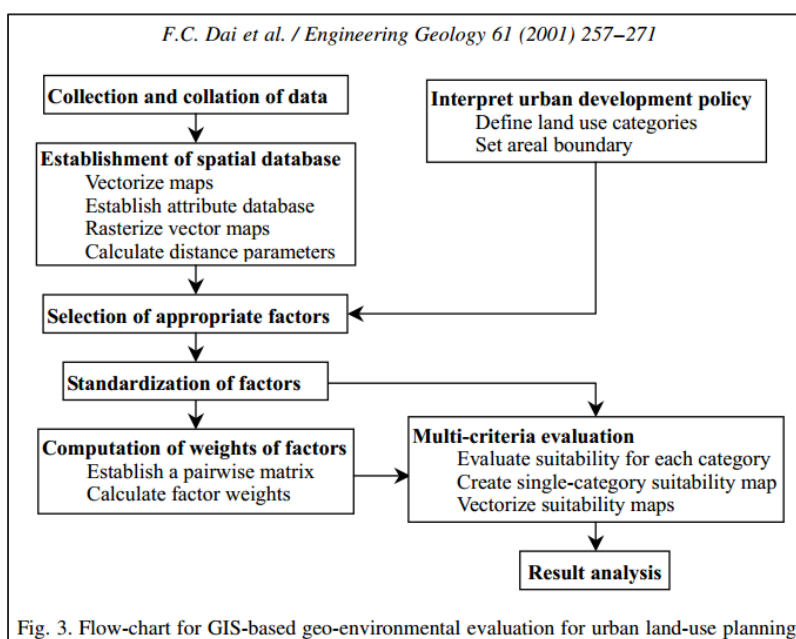 F.C. Dai et al. / Engineering Geology 61 (2001) 257–271
Collection and collation of data
Interpret urban development policy
Define land use categories
Set areal boundary
Establishment of spatial database
Vectorize maps
Establish attribute database
Rasterize vector maps
Calculate distance parameters
Selection of appropriate factors
Standardization of factors
Computation of weights of factors
Establish a pairwise matrix
Calculate factor weights
Multi-criteria evaluation
Evaluate suitability for each category
Create single-category suitability map
Vectorize suitability maps
Result analysis
Fig. 3. Flow-chart for GIS-based geo-environmental evaluation for urban land-use planning